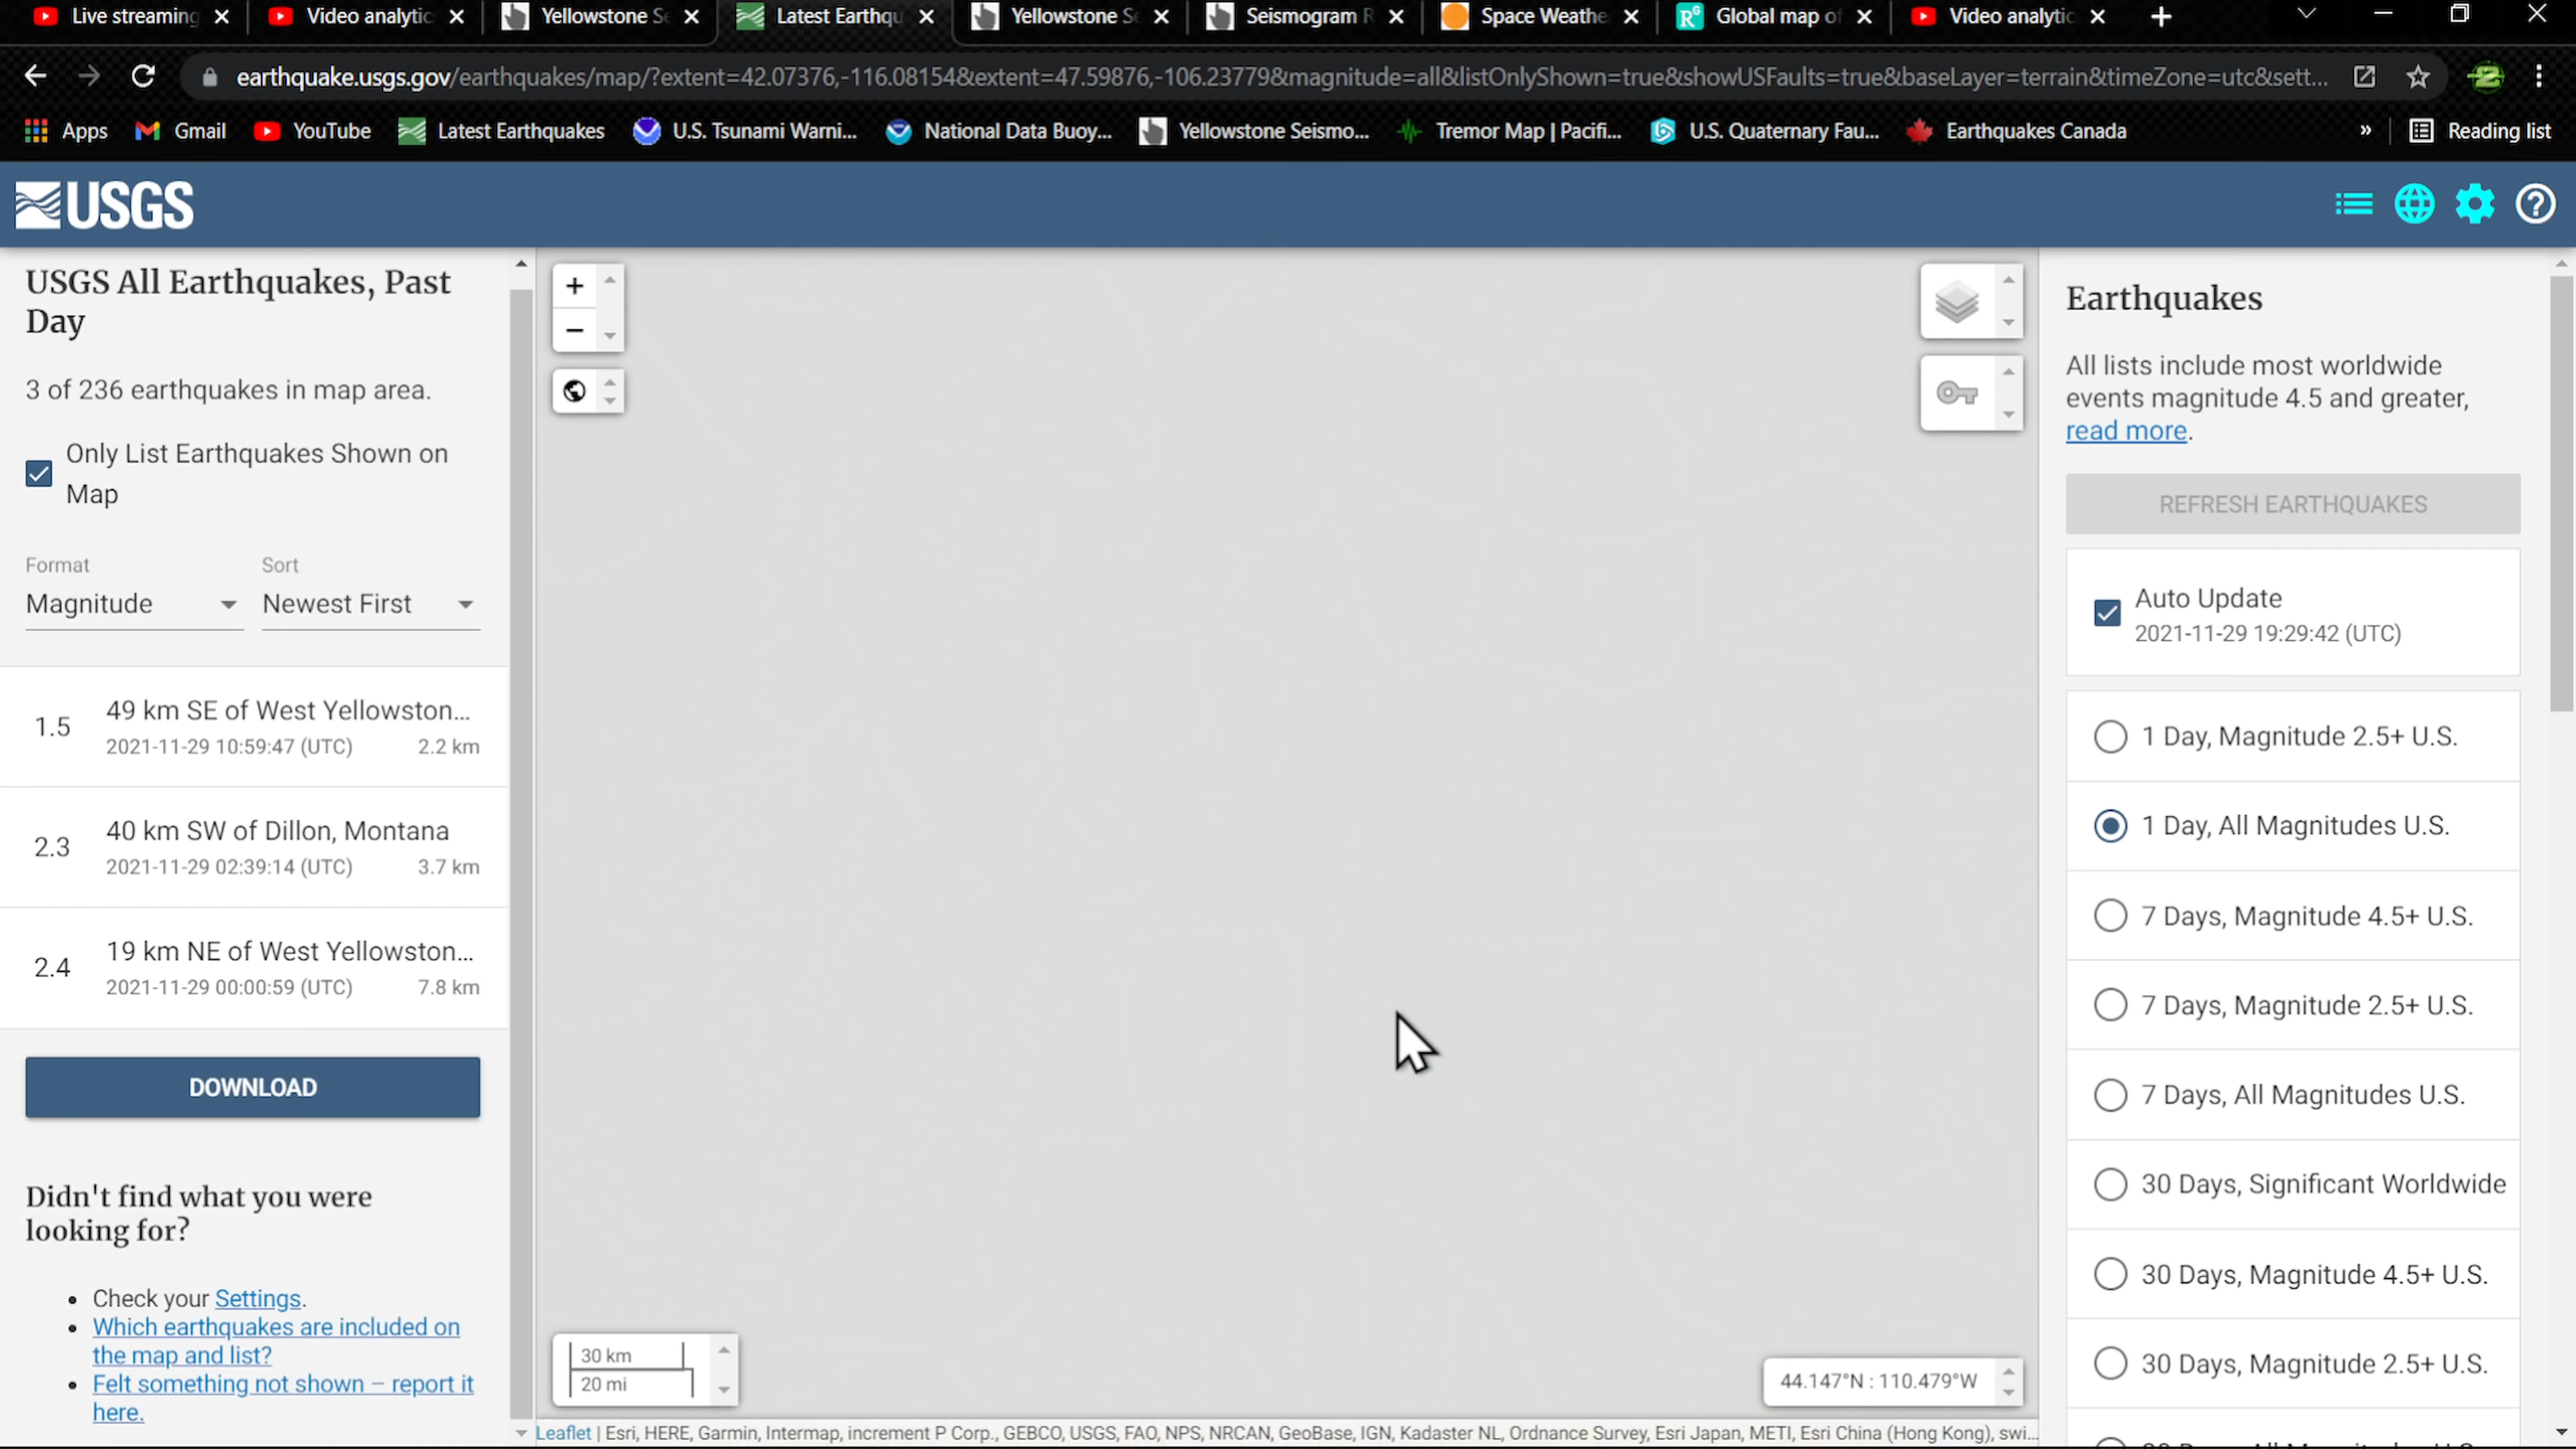 Live streaming
Video analytic
Yellowstone Se
Latest Earthqu
Yellowstone Se
Seismogram R
Space Weathe
Global map of
Video analytic
earthquake.usgs.gov/earthquakes/map/?extent=42.07376,-116.08154&extent=47.59876,-106.23779&magnitude=all&listOnlyShown=true&showUSFaults=true&baseLayer=terrain&timeZone=utc&sett...
Apps
Gmail
YouTube
Latest Earthquakes
U.S. Tsunami Warni...
National Data Buoy...
Yellowstone Seismo...
Tremor Map | Pacifi...
U.S. Quaternary Fau...
Earthquakes Canada
»
Reading list
USGS
USGS All Earthquakes, Past
Day
3 of 236 earthquakes in map area.
Only List Earthquakes Shown on
Map
Format
Sort
Magnitude
Newest First
1.5
49 km SE of West Yellowston...
2021-11-29 10:59:47 (UTC)
2.2 km
2.3
40 km SW of Dillon, Montana
2021-11-29 02:39:14 (UTC)
3.7 km
2.4
19 km NE of West Yellowston...
2021-11-29 00:00:59 (UTC)
7.8 km
DOWNLOAD
Didn't find what you were
looking for?
• Check your Settings.
• Which earthquakes are included on
the map and list?
• Felt something not shown – report it
here.
+
−
30 km
20 mi
44.147°N : 110.479°W
Leaflet | Esri, HERE, Garmin, Intermap, increment P Corp., GEBCO, USGS, FAO, NPS, NRCAN, GeoBase, IGN, Kadaster NL, Ordnance Survey, Esri Japan, METI, Esri China (Hong Kong), swi...
Earthquakes
All lists include most worldwide
events magnitude 4.5 and greater,
read more.
REFRESH EARTHQUAKES
Auto Update
2021-11-29 19:29:42 (UTC)
1 Day, Magnitude 2.5+ U.S.
1 Day, All Magnitudes U.S.
7 Days, Magnitude 4.5+ U.S.
7 Days, Magnitude 2.5+ U.S.
7 Days, All Magnitudes U.S.
30 Days, Significant Worldwide
30 Days, Magnitude 4.5+ U.S.
30 Days, Magnitude 2.5+ U.S.